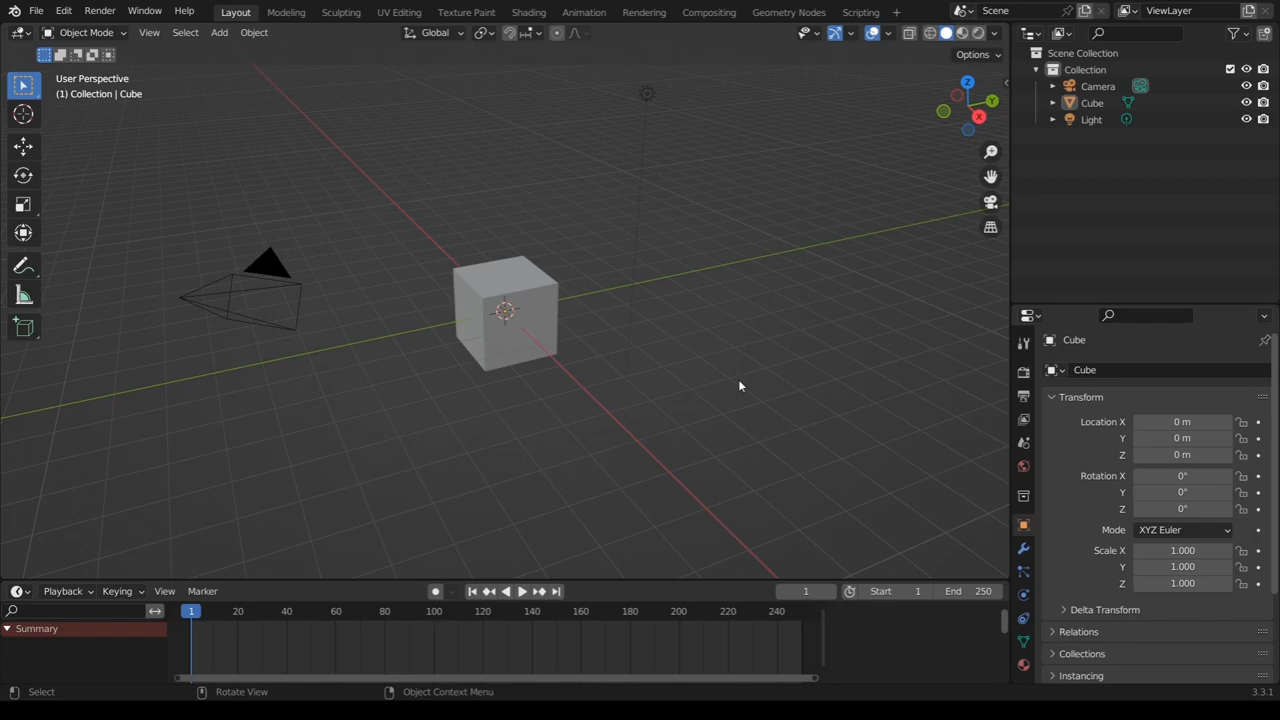 File Edit Render Window Help Layout Modeling Sculpting UV Editing Texture Paint Shading Animation Rendering Compositing Geometry Nodes Scripting + Scene ViewLayer
Object Mode View Select Add Object Global
Options
User Perspective
(1) Collection | Cube
Z
Y
X
Scene Collection
Collection
Camera
Cube
Light
Cube
Cube
Transform
Location X 0 m
Y 0 m
Z 0 m
Rotation X 0°
Y 0°
Z 0°
Mode XYZ Euler
Scale X 1.000
Y 1.000
Z 1.000
Delta Transform
Relations
Collections
Instancing
Playback Keying View Marker 1 Start 1 End 250
1 20 40 60 80 100 120 140 160 180 200 220 240
Summary
Select Rotate View Object Context Menu 3.3.1